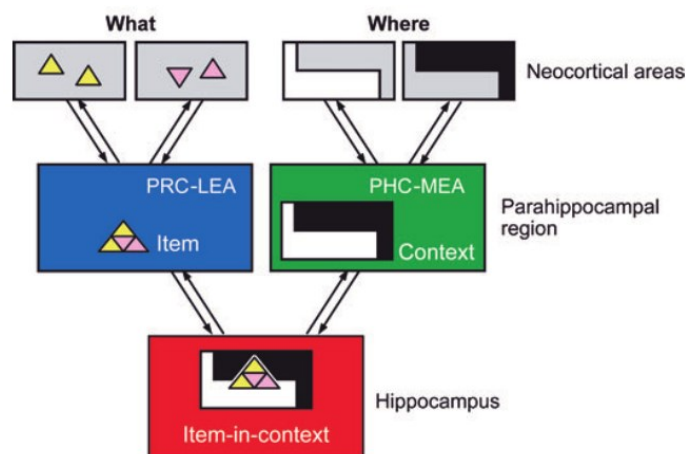 What
Where
Neocortical areas
PRC-LEA
Item
PHC-MEA
Context
Parahippocampal
region
Item-in-context
Hippocampus